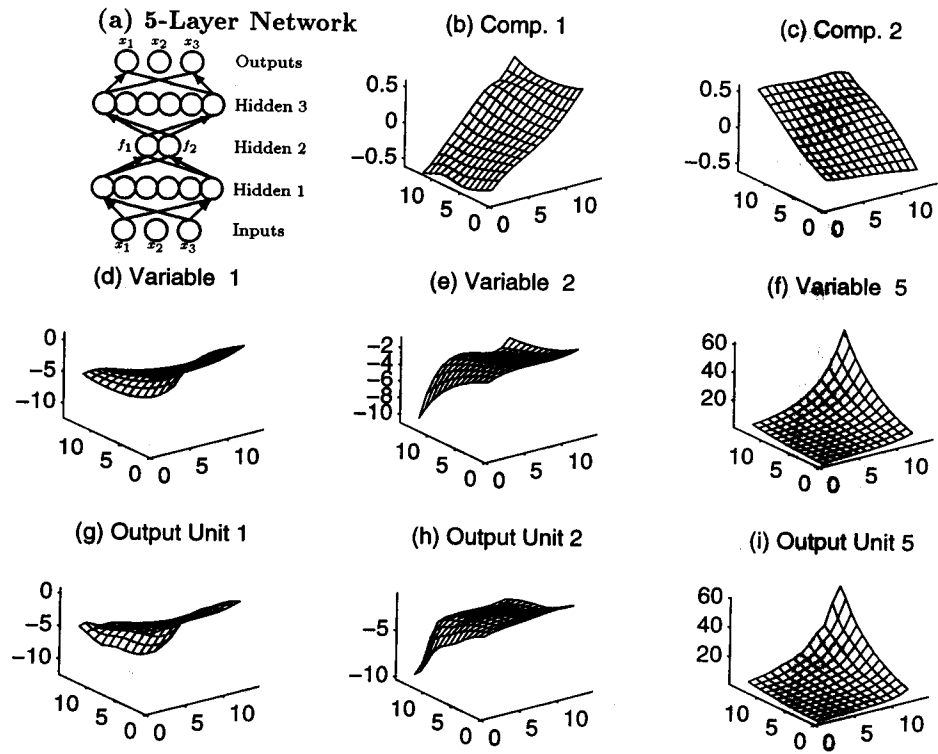 (a) 5-Layer Network
x1 x2 x3
Outputs
Hidden 3
f1 f2 Hidden 2
Hidden 1
Inputs
x1 x2 x3
(b) Comp. 1
0.5
0
−0.5
10
5
0 0 5 10
(c) Comp. 2
0.5
0
−0.5
10
5
0 0 5 10
(d) Variable 1
0
−5
−10
10
5
0 0 5 10
(e) Variable 2
−2
−4
−6
−8
−10
10
5
0 0 5 10
(f) Variable 5
60
40
20
10
5
0 0 5 10
(g) Output Unit 1
0
−5
−10
10
5
0 0 5 10
(h) Output Unit 2
−5
−10
10
5
0 0 5 10
(i) Output Unit 5
60
40
20
10
5
0 0 5 10